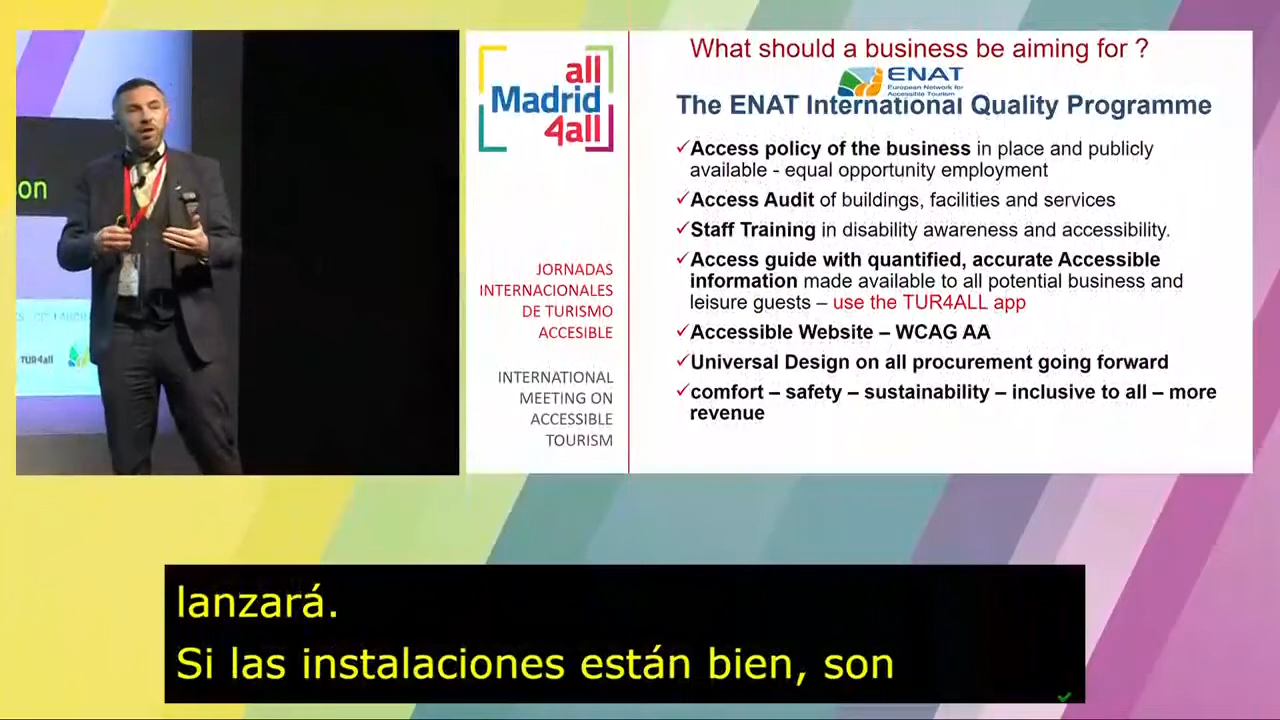 son
TUR4all
all
Madrid
4all
JORNADAS
INTERNACIONALES
DE TURISMO
ACCESIBLE
INTERNATIONAL
MEETING ON
ACCESSIBLE
TOURISM
What should a business be aiming for ?
ENAT
European Network for
Accessible Tourism
The ENAT International Quality Programme
✓Access policy of the business in place and publicly
available - equal opportunity employment
✓Access Audit of buildings, facilities and services
✓Staff Training in disability awareness and accessibility.
✓Access guide with quantified, accurate Accessible
information made available to all potential business and
leisure guests – use the TUR4ALL app
✓Accessible Website – WCAG AA
✓Universal Design on all procurement going forward
✓comfort – safety – sustainability – inclusive to all – more
revenue
lanzará.
Si las instalaciones están bien, son